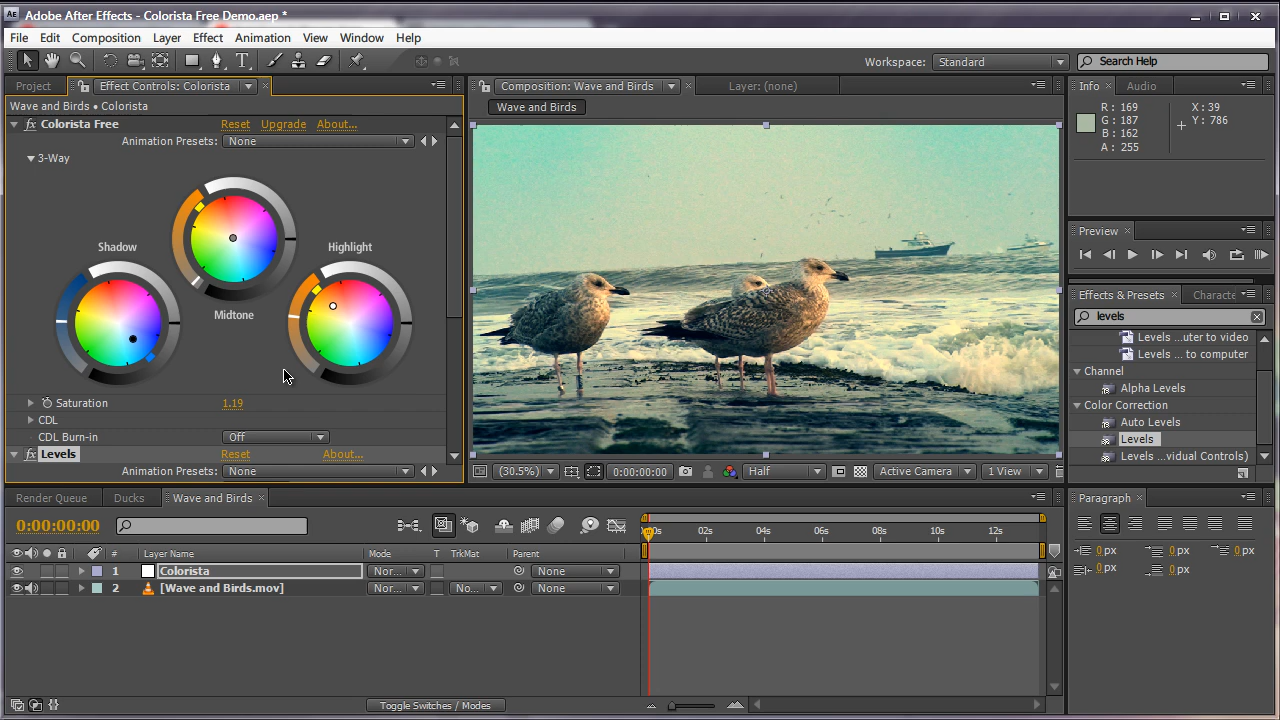 AE Adobe After Effects - Colorista Free Demo.aep *
File Edit Composition Layer Effect Animation View Window Help
T Workspace: Standard Search Help
Project Effect Controls: Colorista
Wave and Birds • Colorista
fx Colorista Free Reset Upgrade About...
Animation Presets: None
3-Way
Shadow
Highlight
Midtone
Saturation 1.19
CDL
CDL Burn-in Off
fx Levels Reset About...
Animation Presets: None
Composition: Wave and Birds Layer: (none)
Wave and Birds
(30.5%) 0:00:00:00 Half Active Camera 1 View
Info Audio
R: 169 X: 39
G: 187 Y: 786
B: 162
A: 255
Preview
Effects & Presets Characte
levels
Levels ...uter to video
Levels ... to computer
Channel
Alpha Levels
Color Correction
Auto Levels
Levels
Levels ...vidual Controls)
Render Queue Ducks Wave and Birds
0:00:00:00
# Layer Name Mode T TrkMat Parent
1 Colorista Nor... None
2 [Wave and Birds.mov] Nor... No... None
0s 02s 04s 06s 08s 10s 12s
Toggle Switches / Modes
Paragraph
0 px 0 px 0 px
0 px 0 px